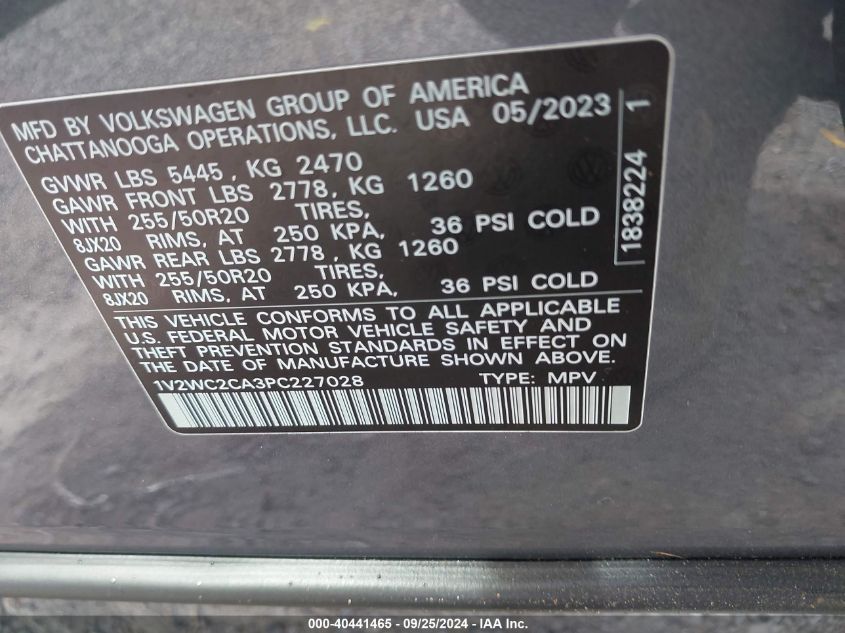 MFD BY VOLKSWAGEN GROUP OF AMERICA
CHATTANOOGA OPERATIONS, LLC. USA 05/2023
GVWR LBS 5445, KG 2470
GAWR FRONT LBS 2778, KG 1260
WITH 255/50R20 TIRES,
8JX20 RIMS, AT 250 KPA, 36 PSI COLD
GAWR REAR LBS 2778, KG 1260
WITH 255/50R20 TIRES,
8JX20 RIMS, AT 250 KPA, 36 PSI COLD
THIS VEHICLE CONFORMS TO ALL APPLICABLE
U.S. FEDERAL MOTOR VEHICLE SAFETY AND
THEFT PREVENTION STANDARDS IN EFFECT ON
THE DATE OF MANUFACTURE SHOWN ABOVE.
1V2WC2CA3PC227028 TYPE: MPV
1838224 1
000-40441465 - 09/25/2024 - © IAA Inc.